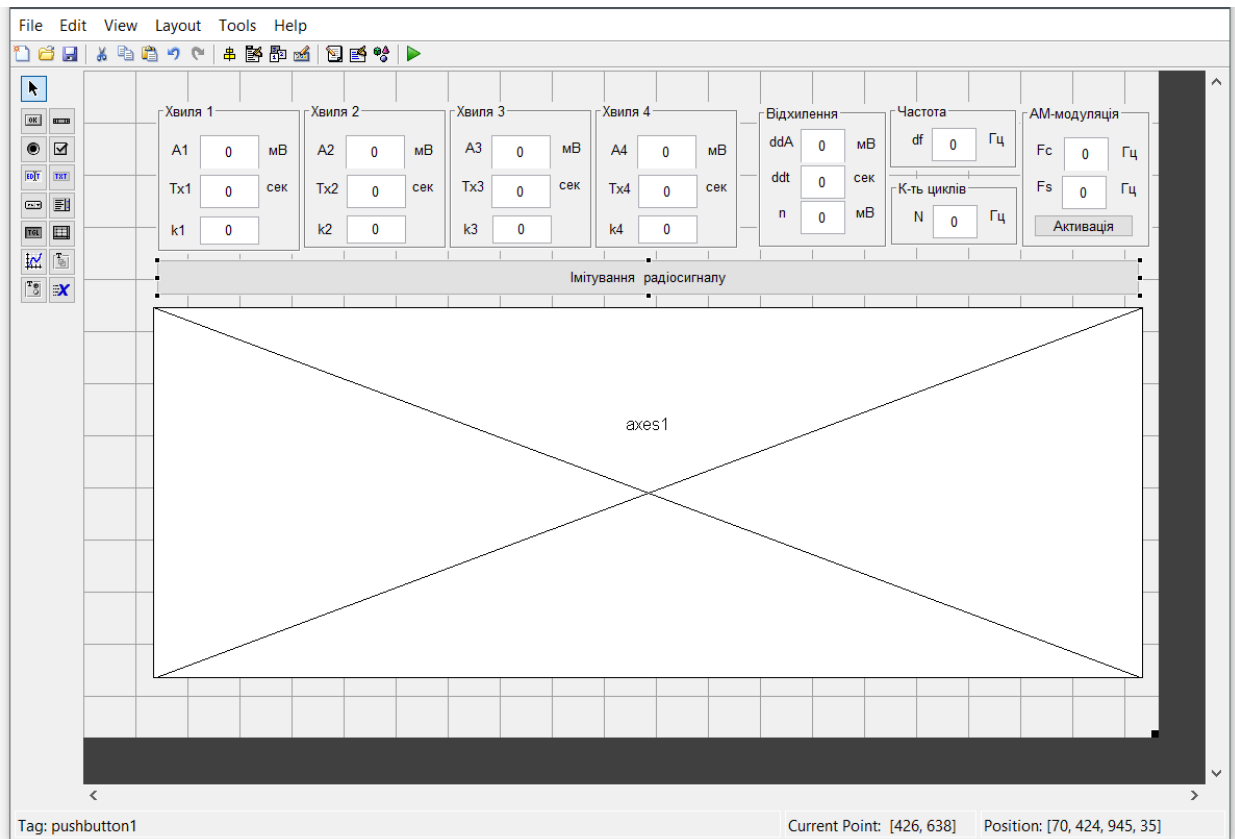 File Edit View Layout Tools Help
OK
EDIT TXT
TGL
Хвиля 1 Хвиля 2 Хвиля 3 Хвиля 4 Відхилення Частота АМ-модуляція
A1 0 мВ A2 0 мВ A3 0 мВ A4 0 мВ ddA 0 мВ df 0 Гц Fc 0 Гц
Tx1 0 сек Tx2 0 сек Tx3 0 сек Tx4 0 сек ddt 0 сек К-ть циклів Fs 0 Гц
k1 0 k2 0 k3 0 k4 0 n 0 мВ N 0 Гц Активація
Імітування радіосигналу
axes1
Tag: pushbutton1 Current Point: [426, 638] Position: [70, 424, 945, 35]